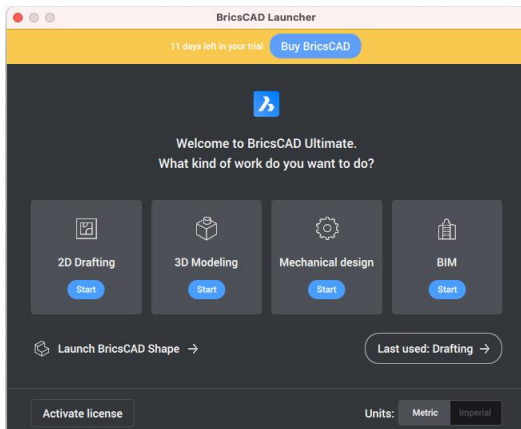 BricsCAD Launcher
11 days left in your trial Buy BricsCAD
Welcome to BricsCAD Ultimate.
What kind of work do you want to do?
2D Drafting 3D Modeling Mechanical design BIM
Start Start Start Start
Launch BricsCAD Shape → Last used: Drafting →
Activate license Units: Metric Imperial